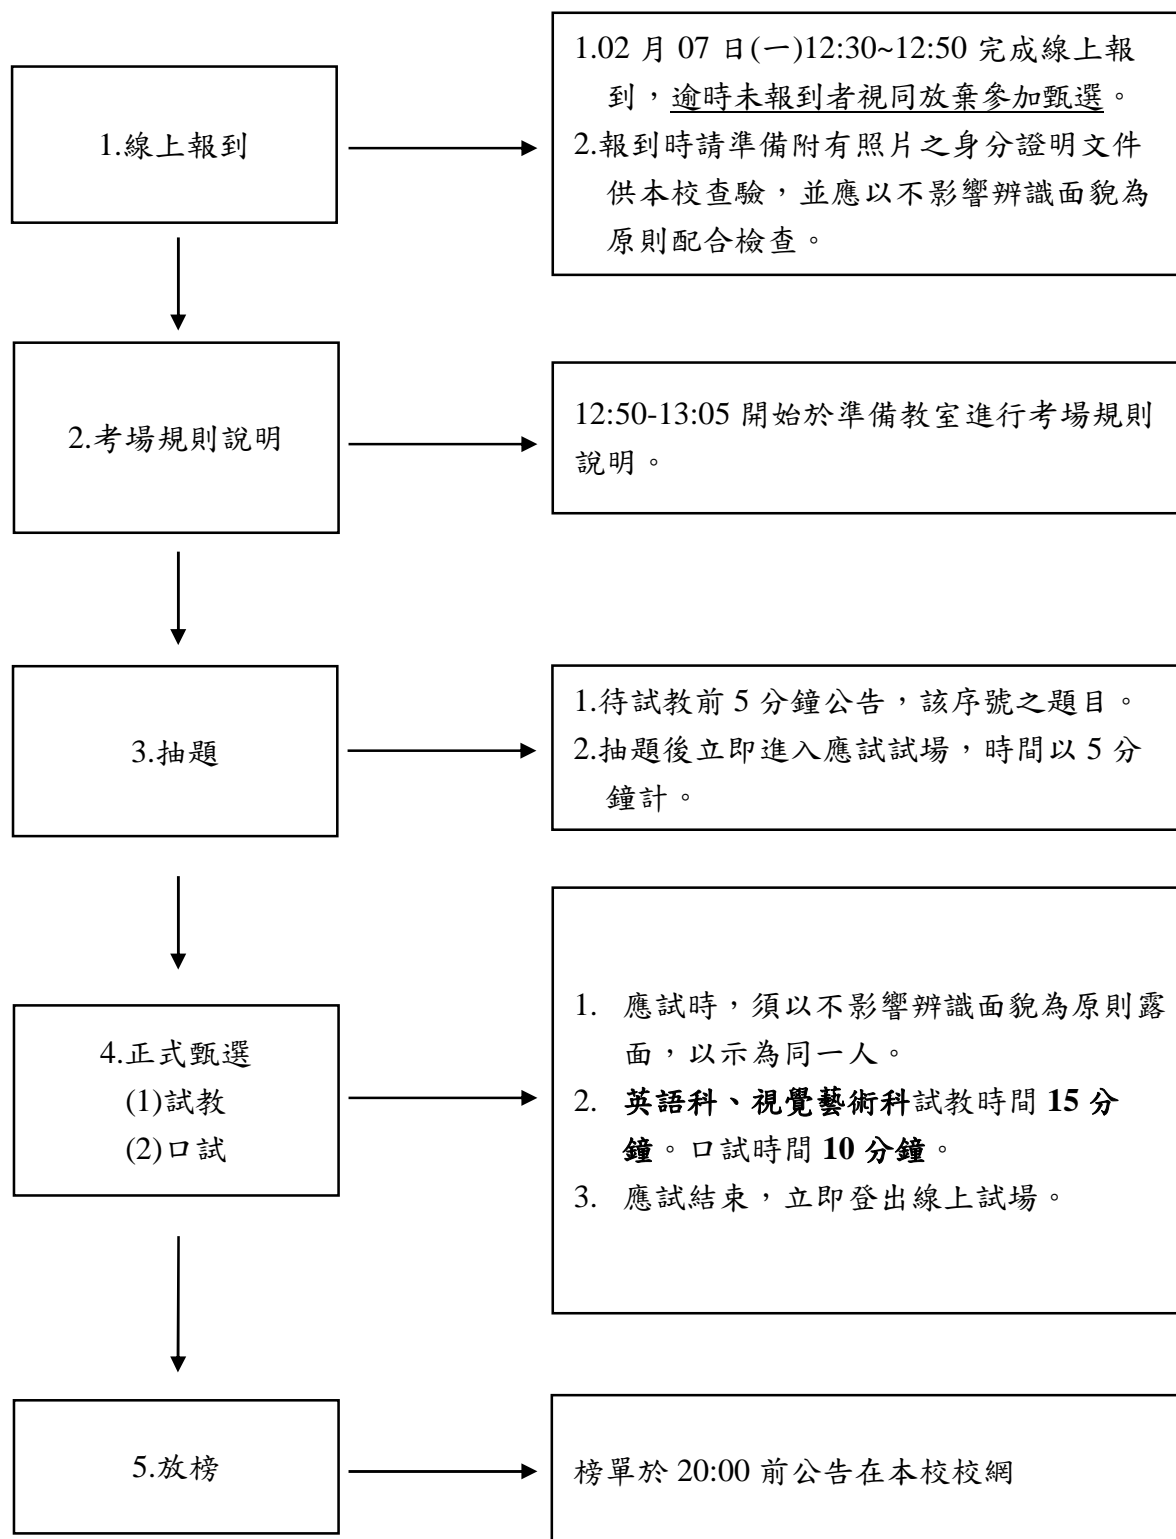 1.線上報到
1.02 月 07 日(一)12:30~12:50 完成線上報
到，逾時未報到者視同放棄參加甄選。
2.報到時請準備附有照片之身分證明文件
供本校查驗，並應以不影響辨識面貌為
原則配合檢查。
2.考場規則說明
12:50-13:05 開始於準備教室進行考場規則
說明。
3.抽題
1.待試教前 5 分鐘公告，該序號之題目。
2.抽題後立即進入應試試場，時間以 5 分
鐘計。
4.正式甄選
(1)試教
(2)口試
1. 應試時，須以不影響辨識面貌為原則露
面，以示為同一人。
2. 英語科、視覺藝術科試教時間 15 分
鐘。口試時間 10 分鐘。
3. 應試結束，立即登出線上試場。
5.放榜
榜單於 20:00 前公告在本校校網